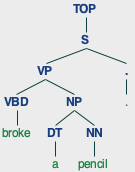 TOP
S
VP .
VBD NP .
broke DT NN
a pencil